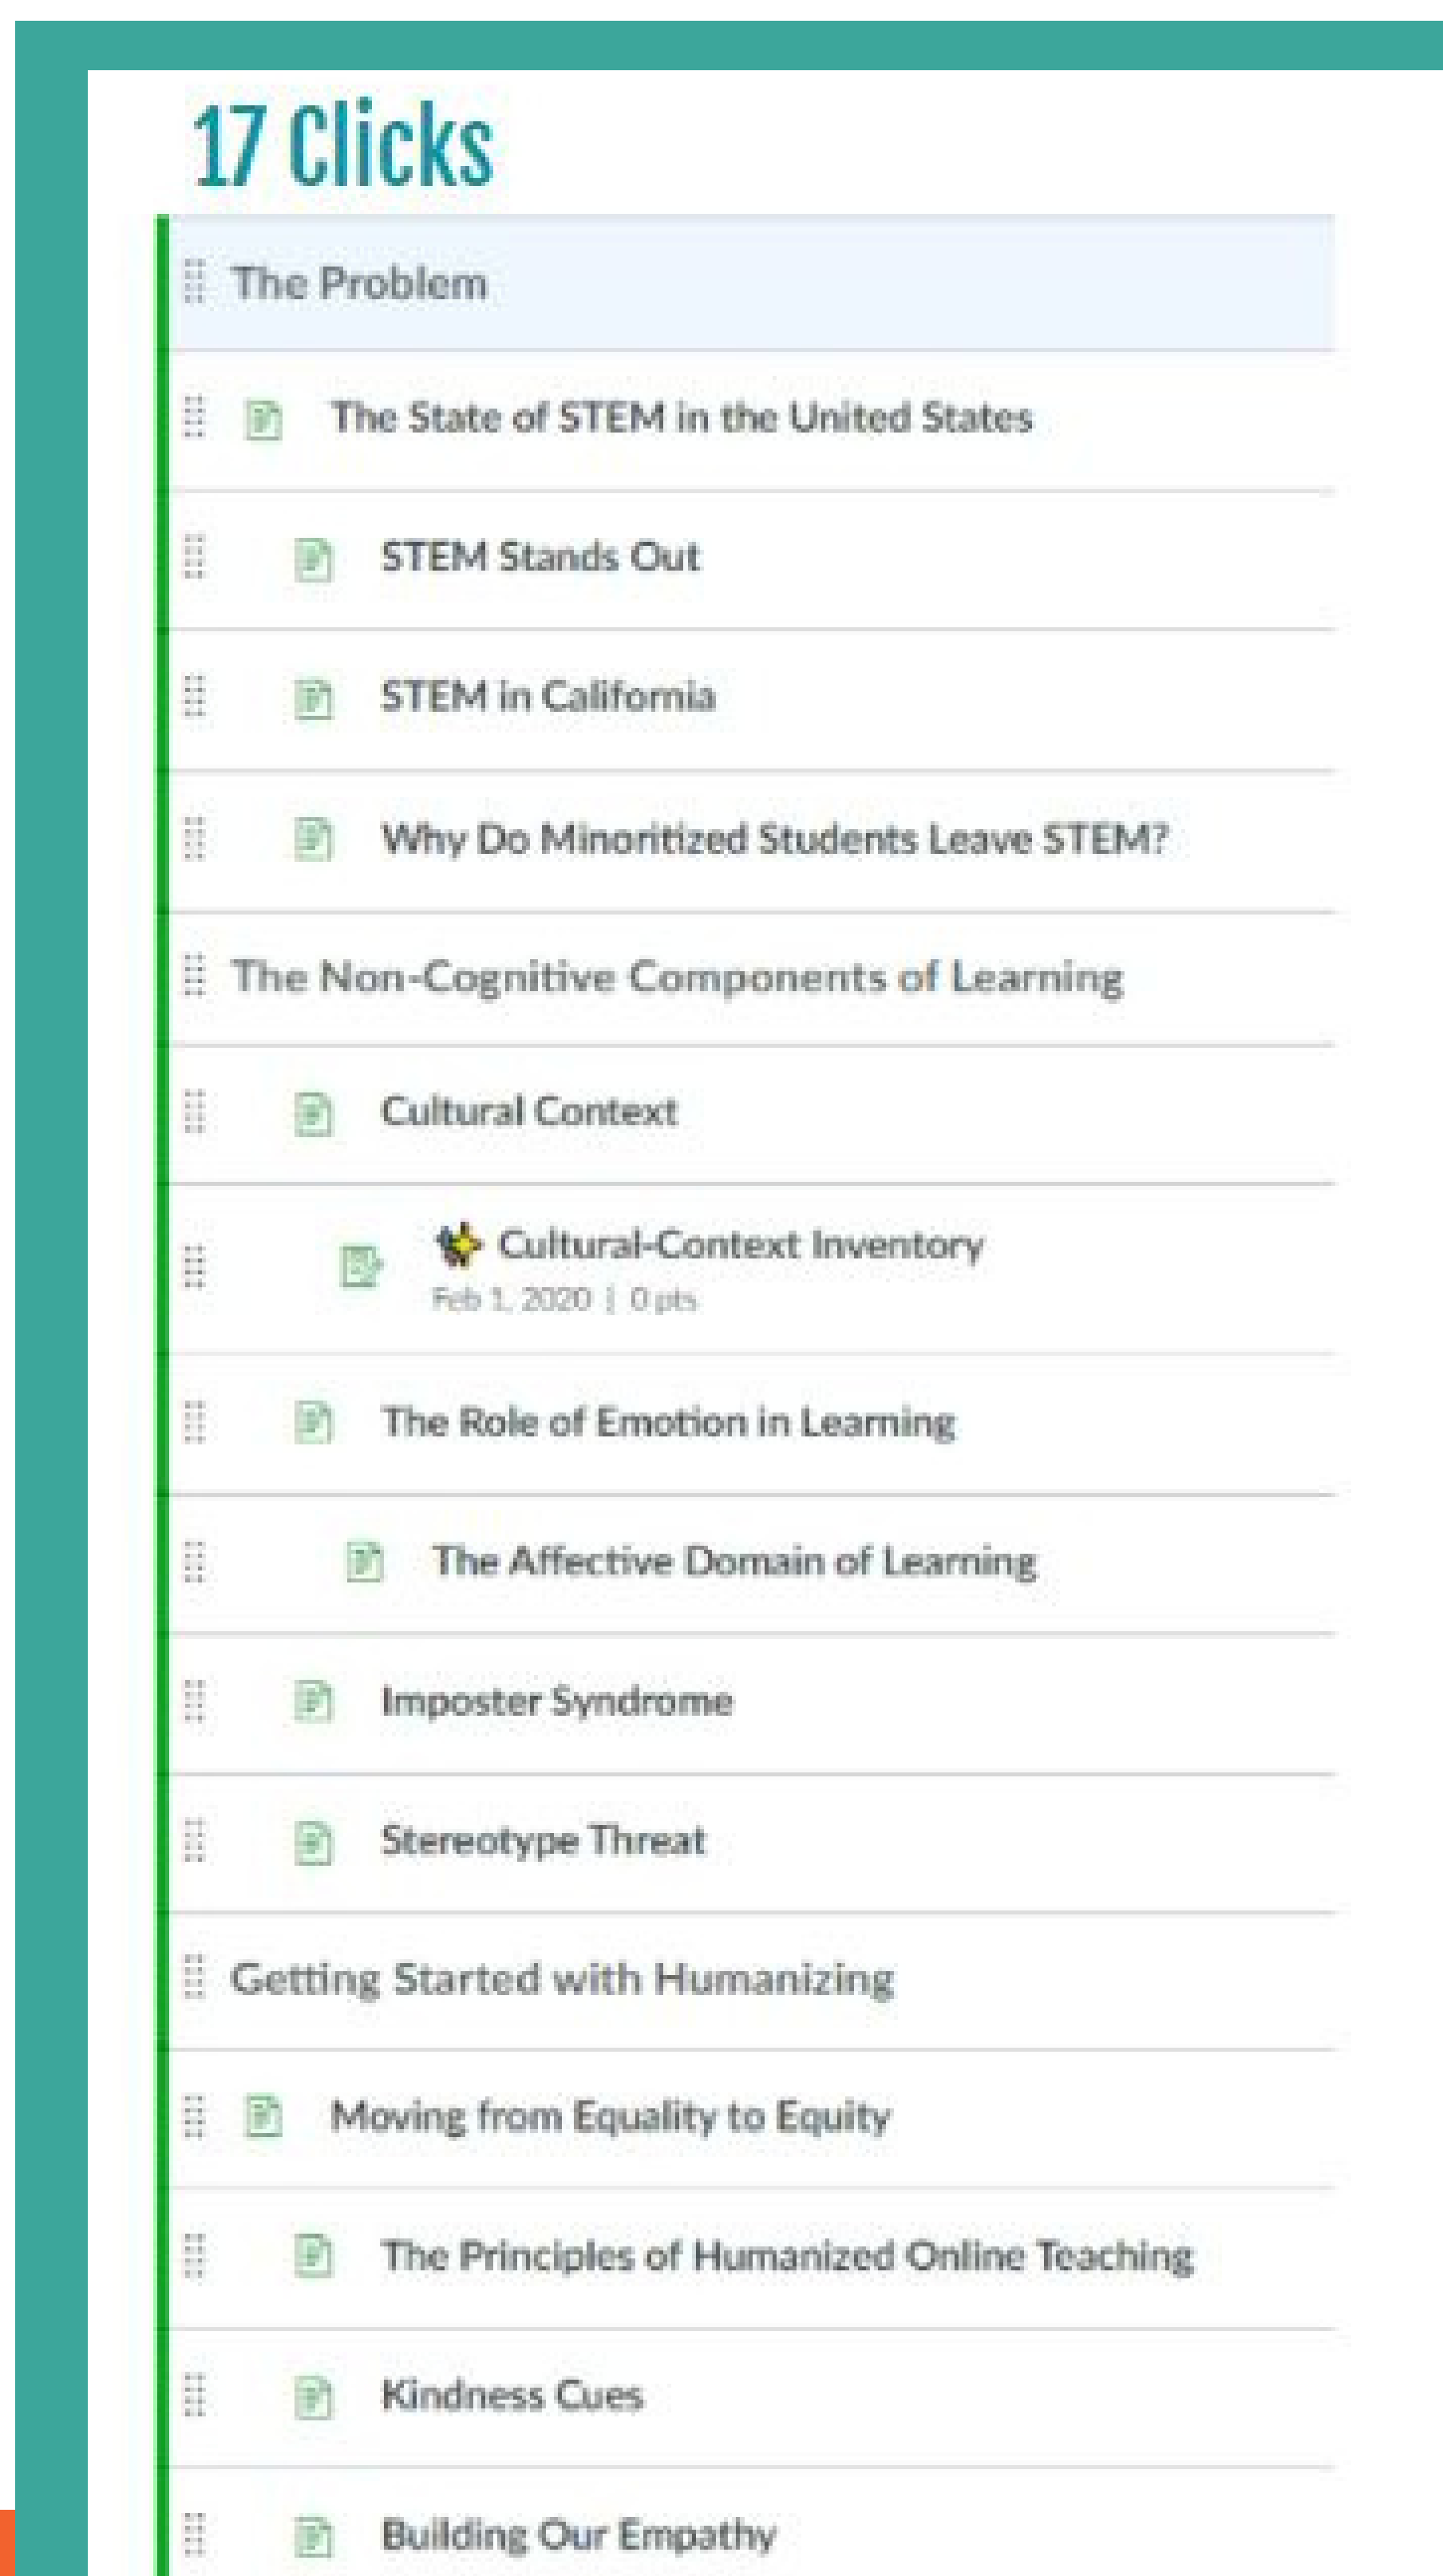 17 Clicks
The Problem
The State of STEM in the United States
STEM Stands Out
STEM in California
Why Do Minoritized Students Leave STEM?
The Non-Cognitive Components of Learning
Cultural Context
Cultural-Context Inventory
Feb 1, 2020 | 0 pts
The Role of Emotion in Learning
The Affective Domain of Learning
Imposter Syndrome
Stereotype Threat
Getting Started with Humanizing
Moving from Equality to Equity
The Principles of Humanized Online Teaching
Kindness Cues
Building Our Empathy